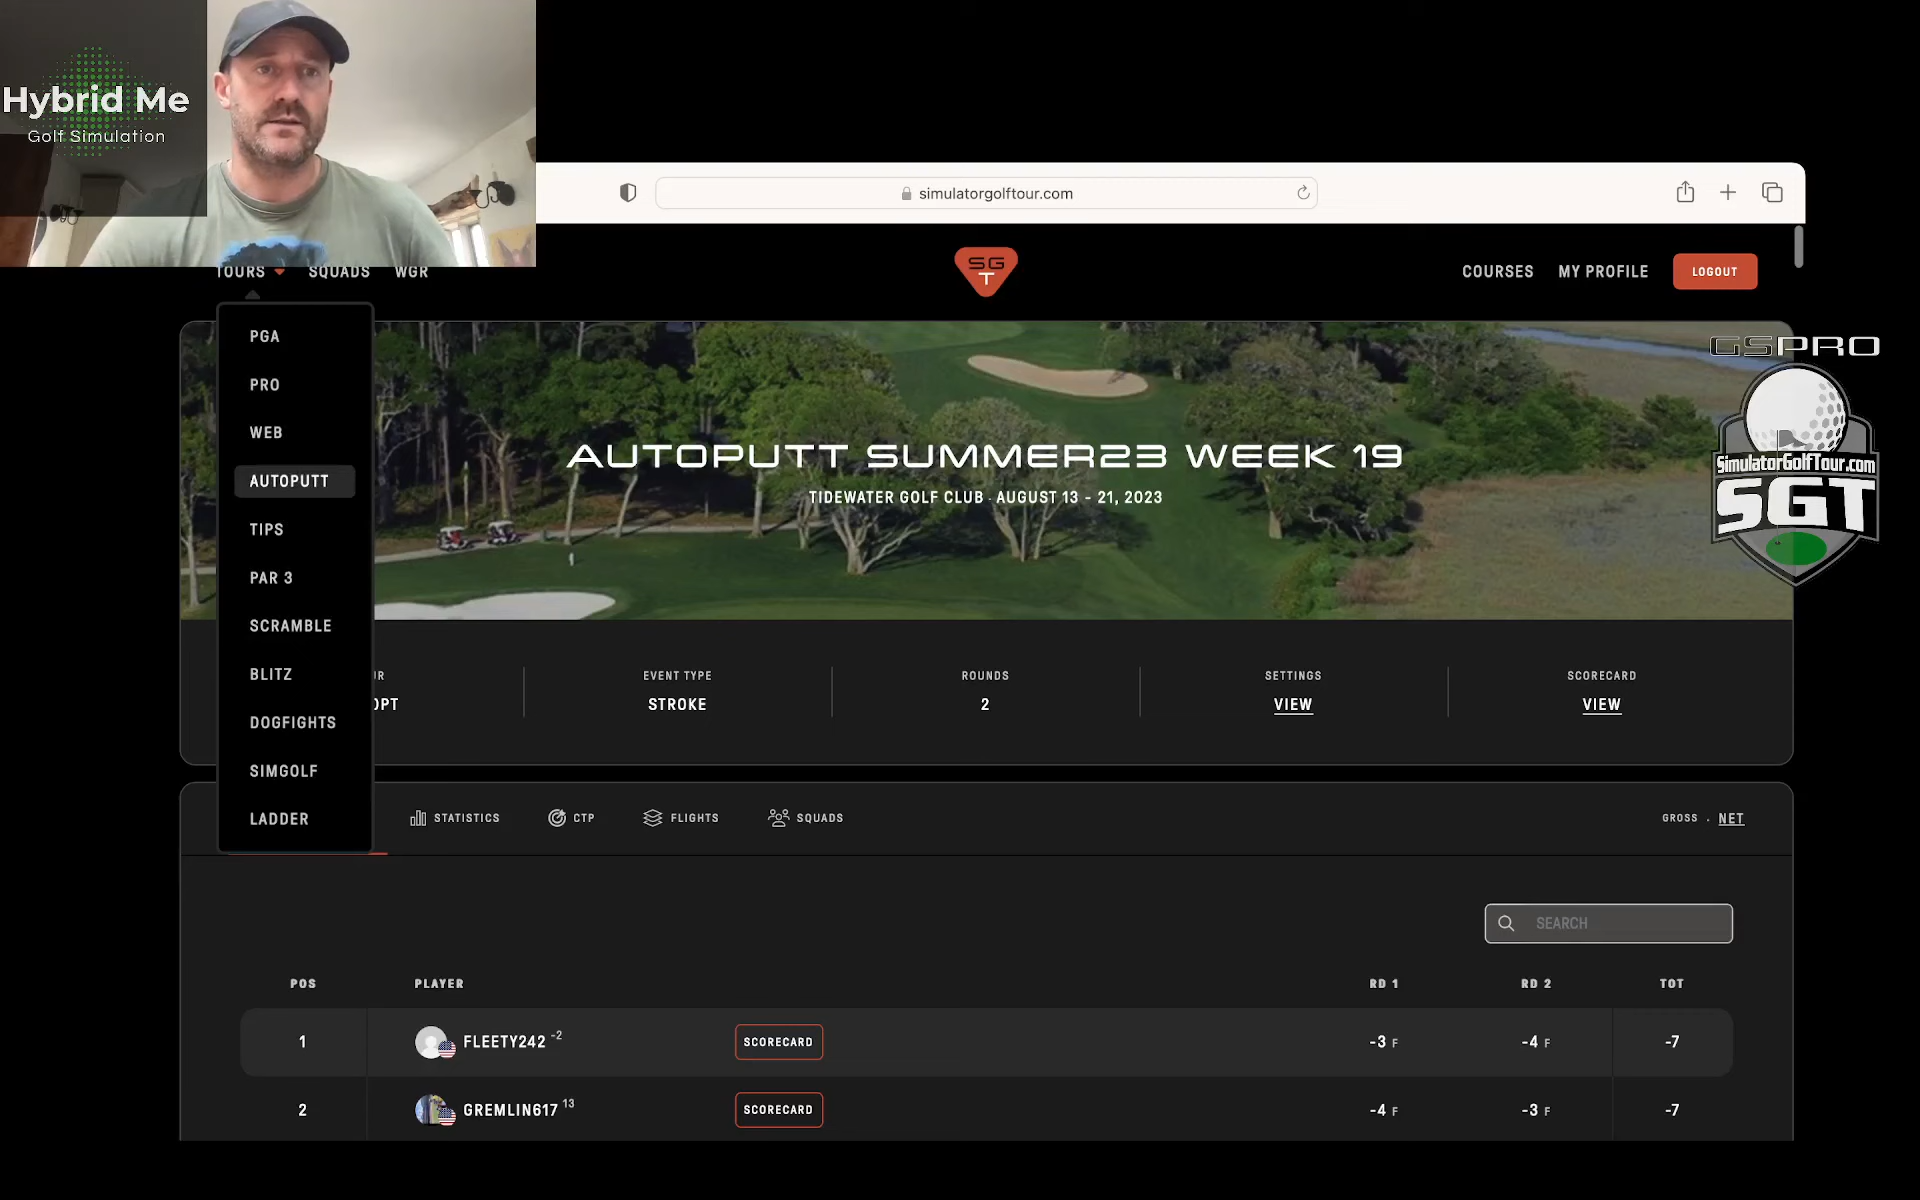 Hybrid Me
Golf Simulation
simulatorgolftour.com
TOURS SQUADS WGR
SG
T
COURSES MY PROFILE LOGOUT
PGA
PRO
WEB
AUTOPUTT
TIPS
PAR 3
SCRAMBLE
BLITZ
DOGFIGHTS
SIMGOLF
LADDER
GSPRO
SimulatorGolfTour.com
SGT
AUTOPUTT SUMMER23 WEEK 19
TIDEWATER GOLF CLUB - AUGUST 13 - 21, 2023
EVENT TYPE
STROKE
ROUNDS
2
SETTINGS
VIEW
SCORECARD
VIEW
STATISTICS CTP FLIGHTS SQUADS GROSS . NET
SEARCH
POS PLAYER RD 1 RD 2 TOT
1 FLEETY242 -2 SCORECARD -3 F -4 F -7
2 GREMLIN617 13 SCORECARD -4 F -3 F -7